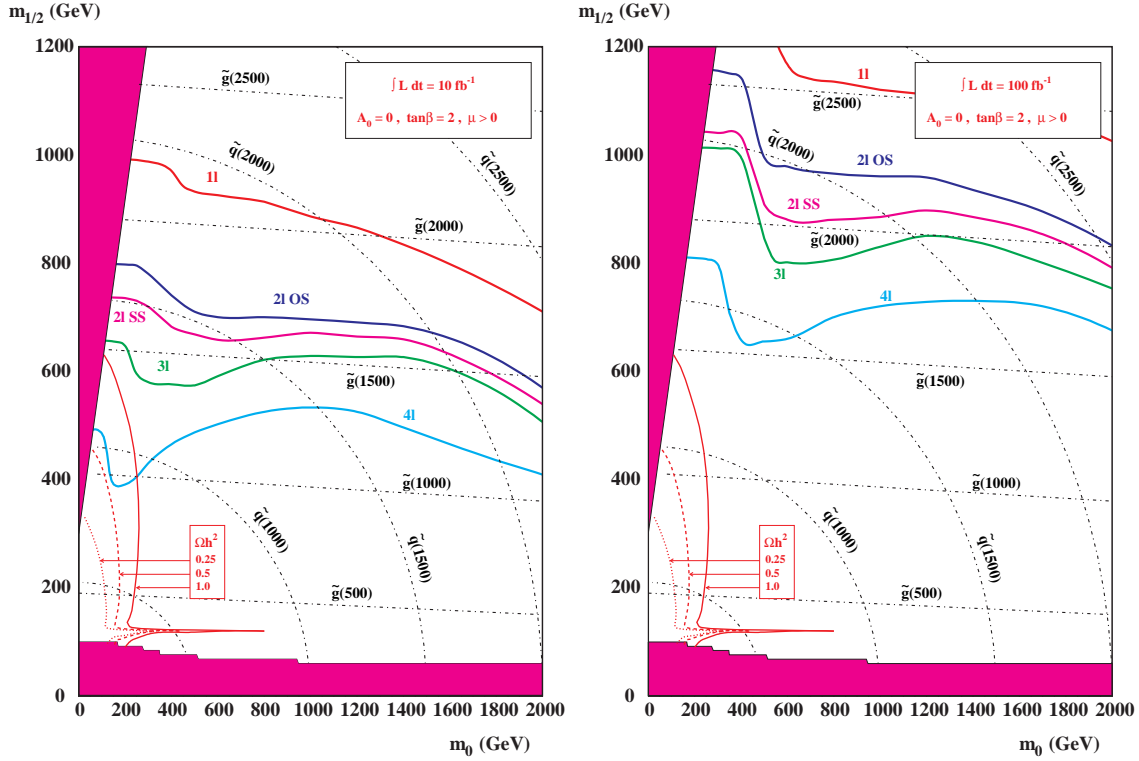 m1/2 (GeV)
1200
1000
800
600
400
200
0
0 200 400 600 800 1000 1200 1400 1600 1800 2000
m0 (GeV)
∫ L dt = 10 fb-1
A0 = 0 , tanβ = 2 , μ > 0
g̃(2500)
q̃(2000)
q̃(2500)
1l
g̃(2000)
2l OS
2l SS
3l
g̃(1500)
4l
g̃(1000)
q̃(1000)
q̃(1500)
Ωh2
0.25
0.5
1.0
g̃(500)
m1/2 (GeV)
1200
1000
800
600
400
200
0
0 200 400 600 800 1000 1200 1400 1600 1800 2000
m0 (GeV)
1l
∫ L dt = 100 fb-1
A0 = 0 , tanβ = 2 , μ > 0
g̃(2500)
q̃(2000)
2l OS
q̃(2500)
2l SS
g̃(2000)
3l
4l
g̃(1500)
g̃(1000)
q̃(1000)
q̃(1500)
Ωh2
0.25
0.5
1.0
g̃(500)